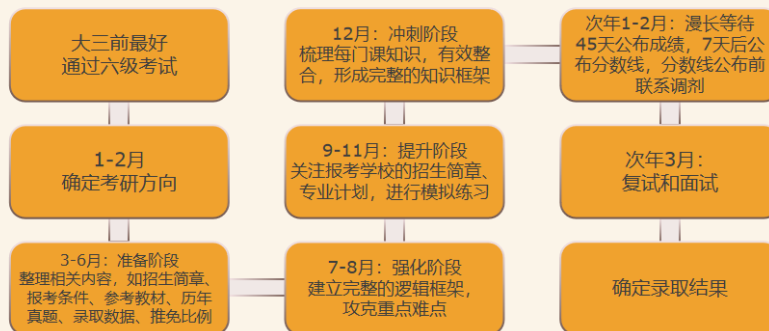 大三前最好
通过六级考试
1-2月
确定考研方向
3-6月：准备阶段
整理相关内容，如招生简章、
报考条件、参考教材、历年
真题、录取数据、推免比例
7-8月：强化阶段
建立完整的逻辑框架，
攻克重点难点
9-11月：提升阶段
关注报考学校的招生简章、
专业计划，进行模拟练习
12月：冲刺阶段
梳理每门课知识，有效整
合，形成完整的知识框架
次年1-2月：漫长等待
45天公布成绩，7天后公
布分数线，分数线公布前
联系调剂
次年3月：
复试和面试
确定录取结果